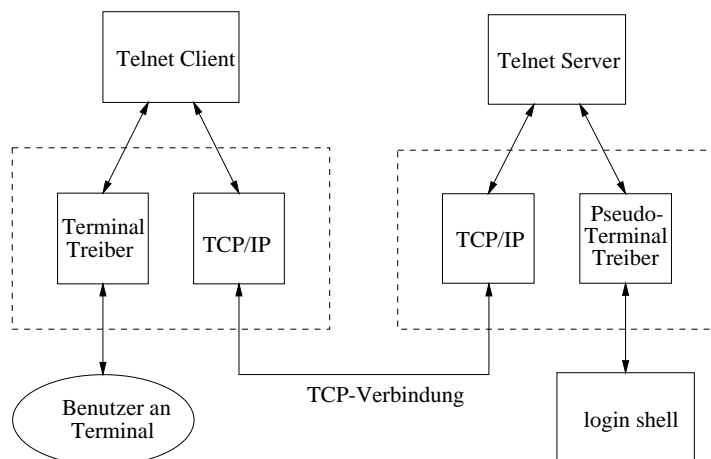 Telnet Client
Telnet Server
Terminal
Treiber
TCP/IP
TCP/IP
Pseudo-
Terminal
Treiber
TCP-Verbindung
Benutzer an
Terminal
login shell